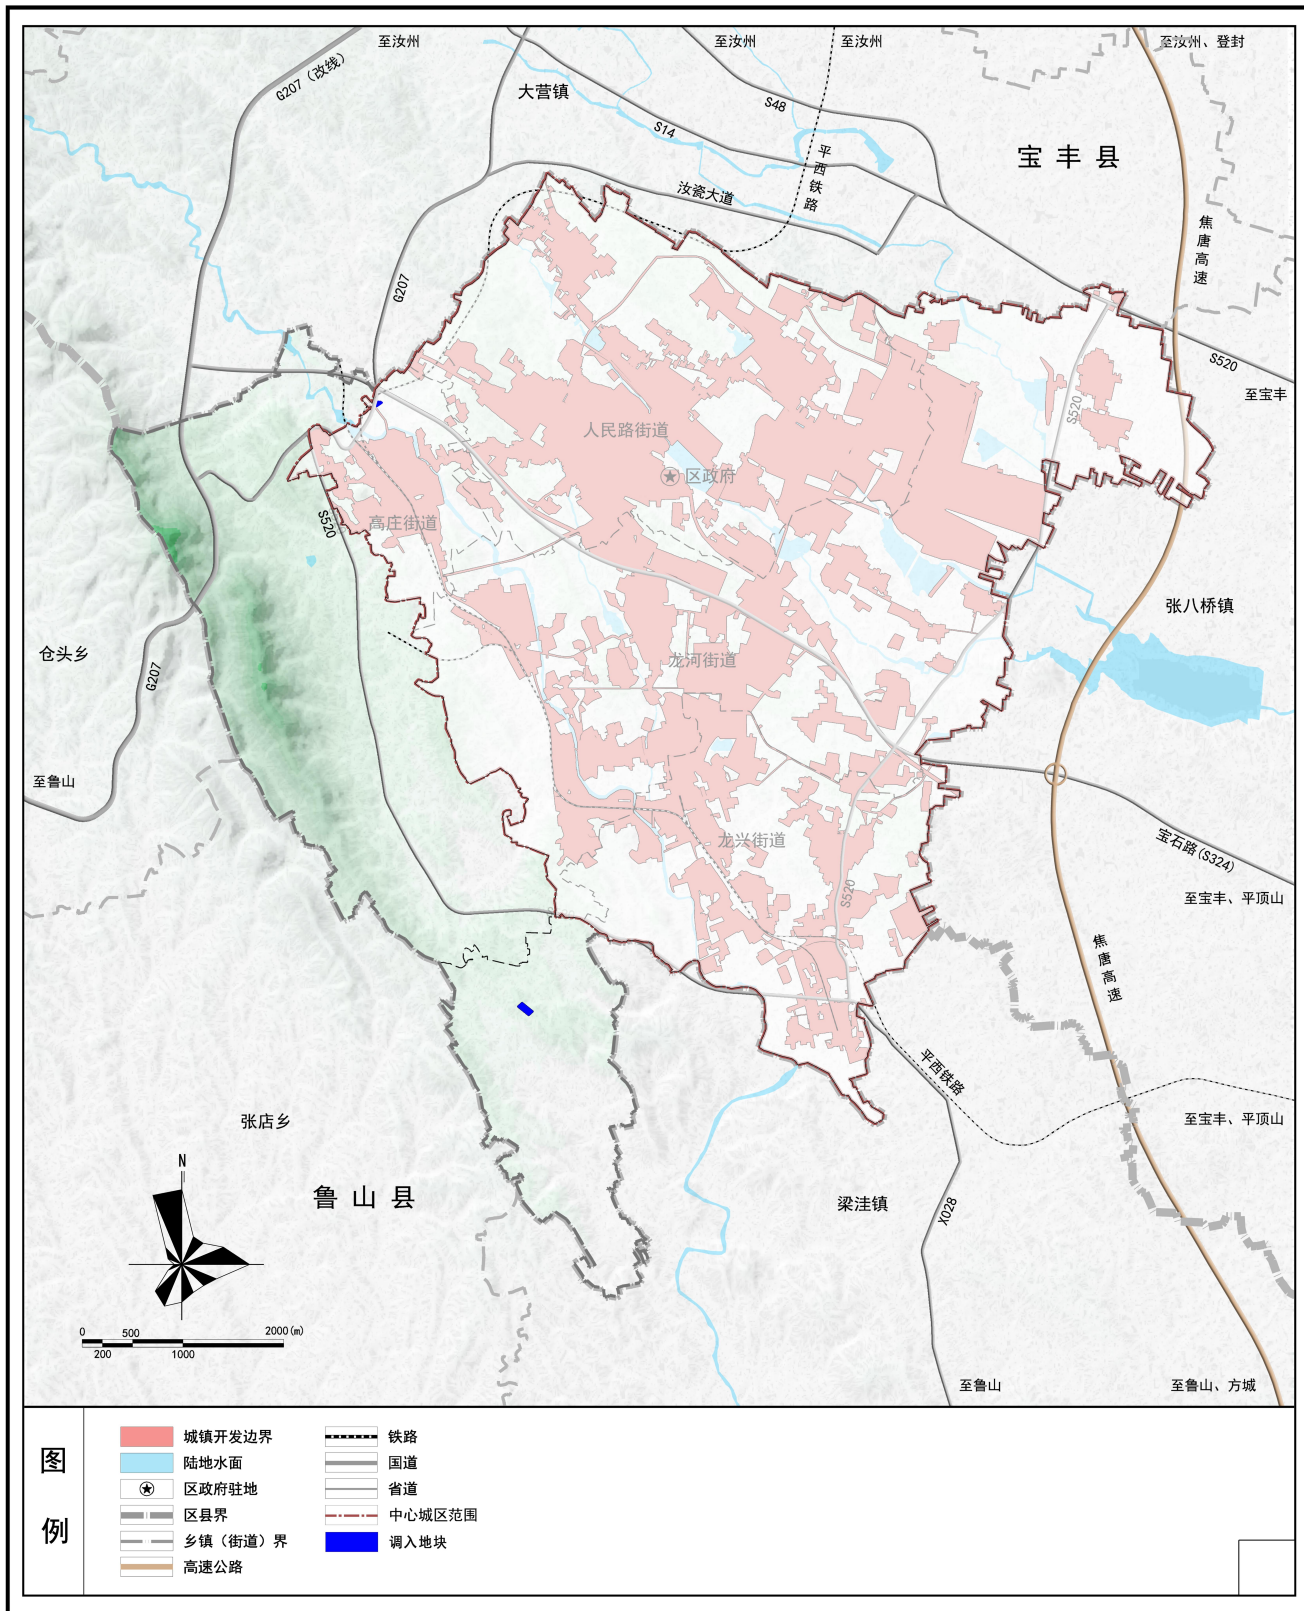 至汝州
至汝州
至汝州
至汝州、登封
G207（改线）
大营镇
S48
S14
平西铁路
宝丰县
汝瓷大道
焦唐高速
G207
S520
至宝丰
S520
人民路街道
区政府
S520
高庄街道
张八桥镇
仓头乡
G207
龙河街道
至鲁山
龙兴街道
宝石路(S324)
S520
至宝丰、平顶山
焦唐高速
平西铁路
张店乡
至宝丰、平顶山
N
鲁山县
梁洼镇
X028
0 500 2000(m)
200 1000
至鲁山
至鲁山、方城
图例
城镇开发边界
陆地水面
区政府驻地
区县界
乡镇（街道）界
高速公路
铁路
国道
省道
中心城区范围
调入地块